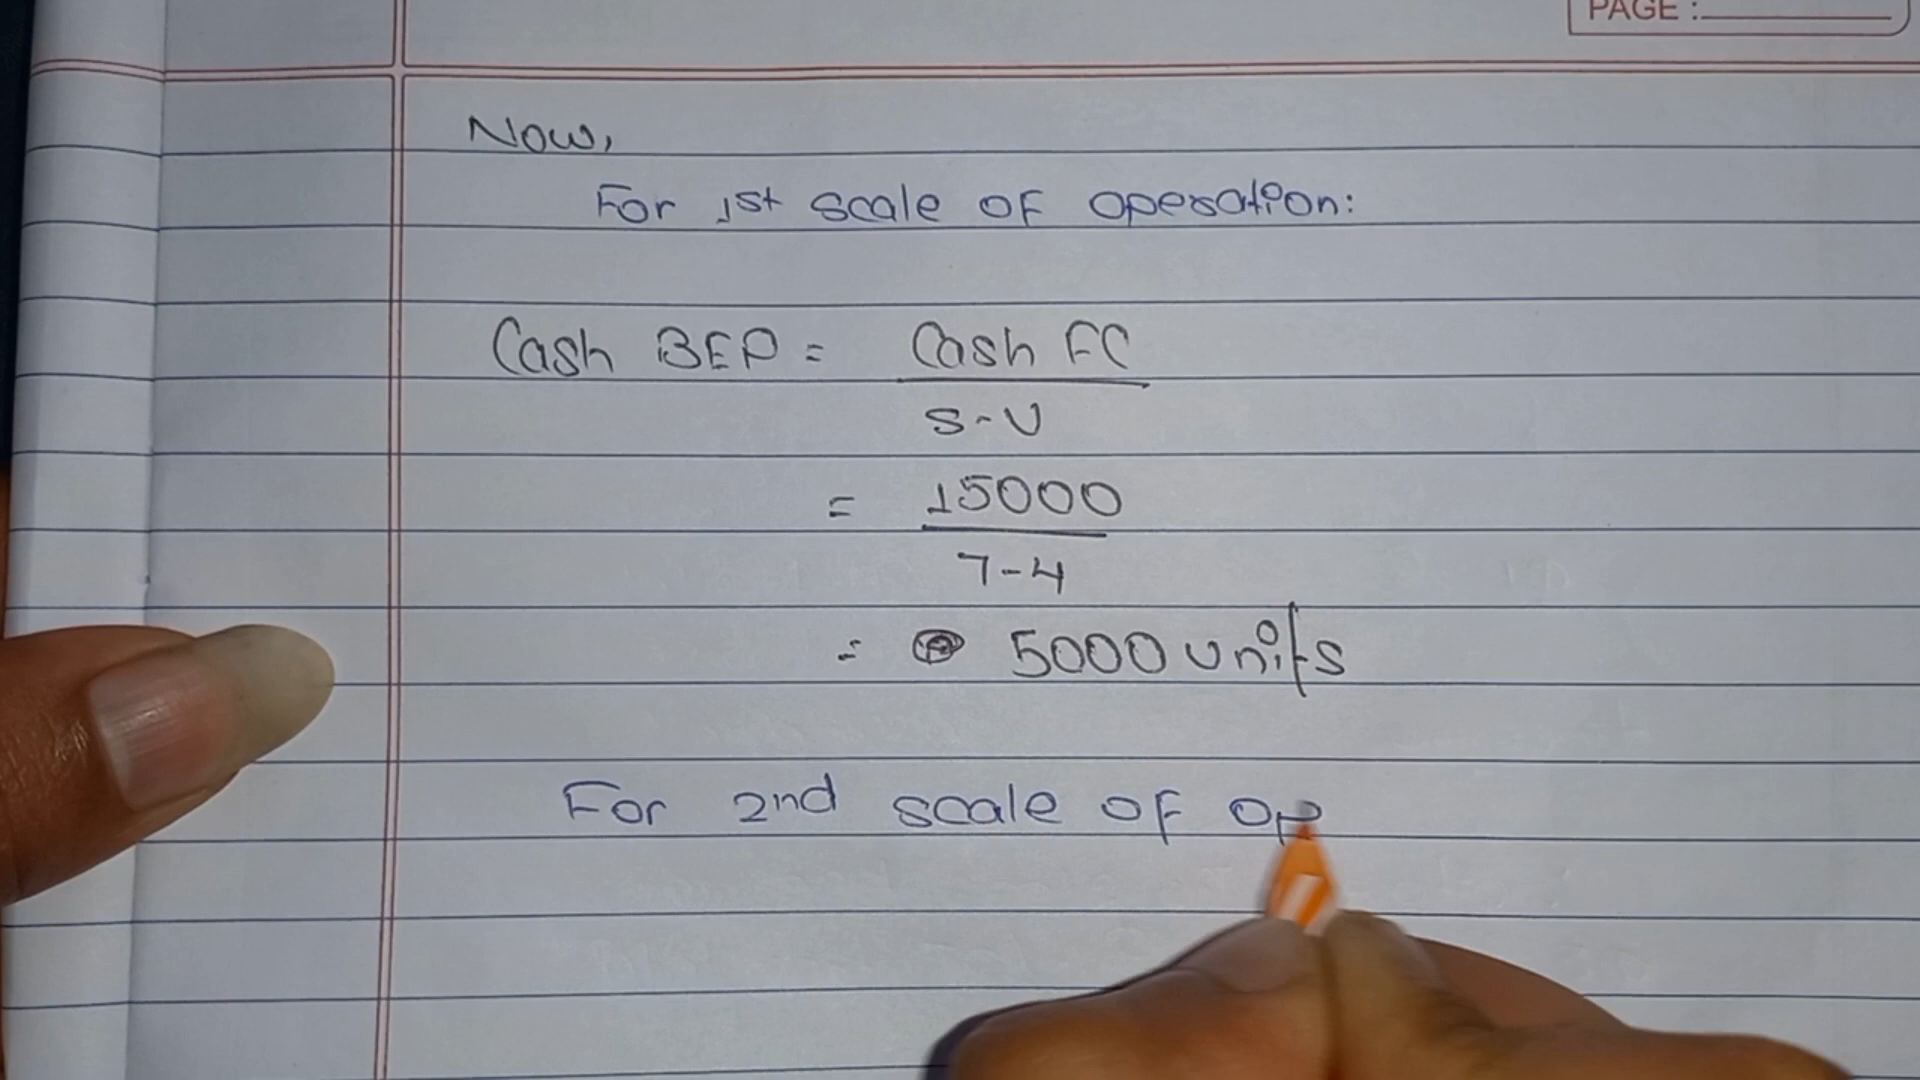 PAGE :
Now,
For 1st scale of operation:
Cash BEP = Cash FC
S-V
= 15000
7-4
= 5000 units
For 2nd scale of op